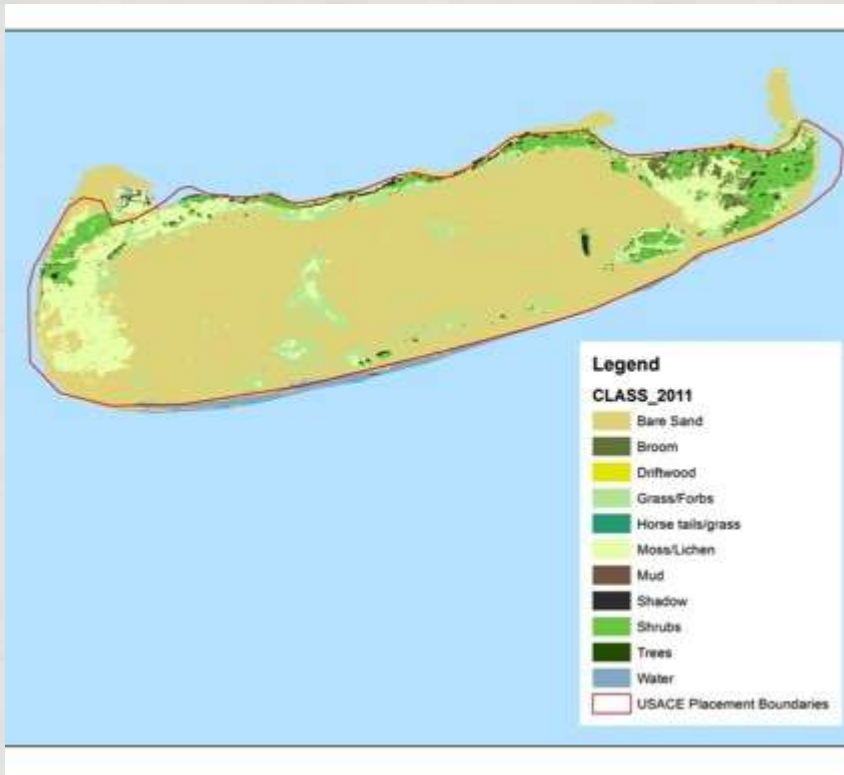 Legend
CLASS_2011
Bare Sand
Broom
Driftwood
Grass/Forbs
Horse tails/grass
Moss/Lichen
Mud
Shadow
Shrubs
Trees
Water
USACE Placement Boundaries